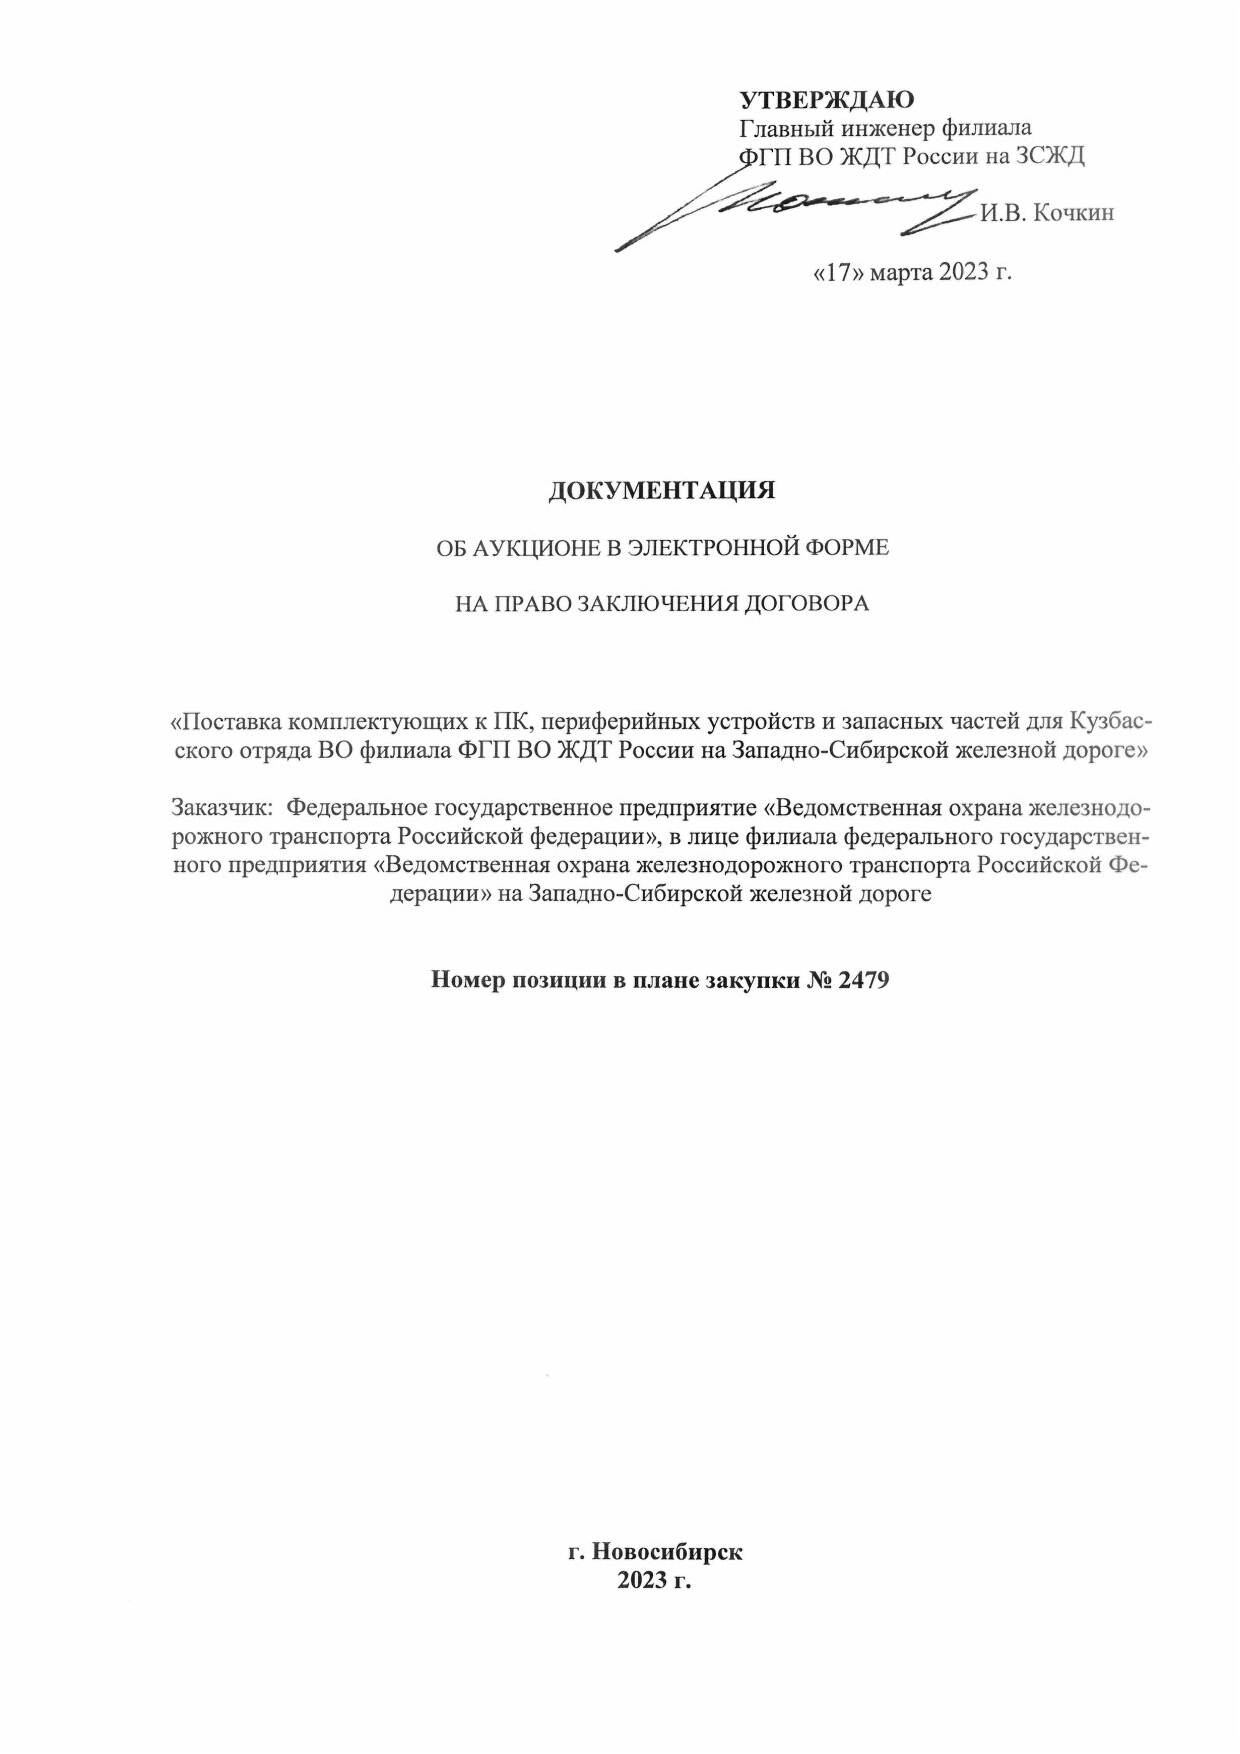 УТВЕРЖДАЮ
Главный инженер филиала
ФГП ВО ЖДТ России на ЗСЖД
И.В. Кочкин
«17» марта 2023 г.
ДОКУМЕНТАЦИЯ
ОБ АУКЦИОНЕ В ЭЛЕКТРОННОЙ ФОРМЕ
НА ПРАВО ЗАКЛЮЧЕНИЯ ДОГОВОРА
«Поставка комплектующих к ПК, периферийных устройств и запасных частей для Кузбас-
ского отряда ВО филиала ФГП ВО ЖДТ России на Западно-Сибирской железной дороге»
Заказчик: Федеральное государственное предприятие «Ведомственная охрана железнодо-
рожного транспорта Российской федерации», в лице филиала федерального государствен-
ного предприятия «Ведомственная охрана железнодорожного транспорта Российской Фе-
дерации» на Западно-Сибирской железной дороге
Номер позиции в плане закупки № 2479
г. Новосибирск
2023 г.